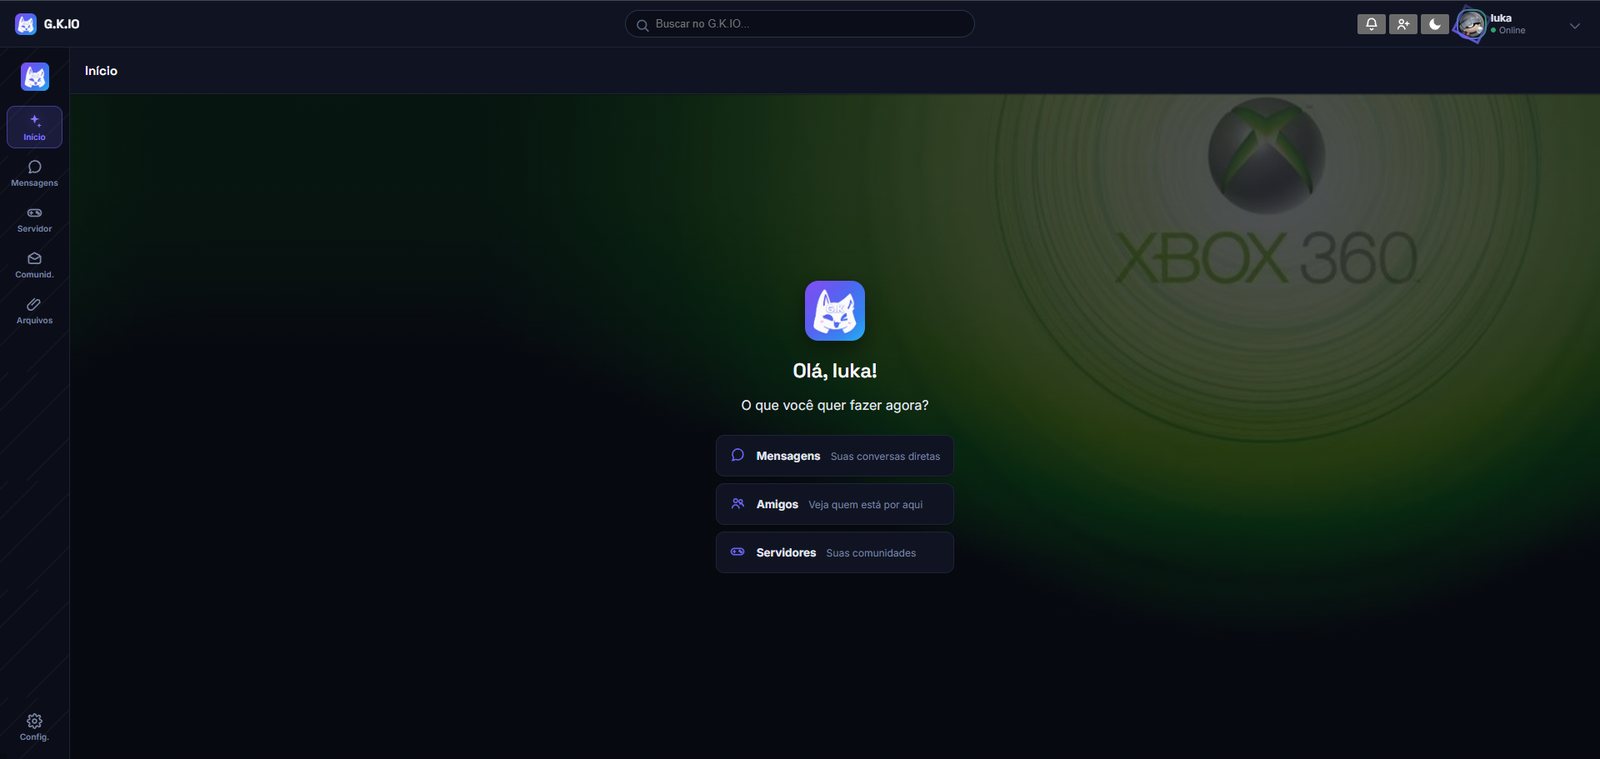 G.K.IO
Buscar no G.K.IO...
luka
Online
Início
Início
Mensagens
Servidor
Comunid.
Arquivos
Config.
XBOX 360
G.K
Olá, luka!
O que você quer fazer agora?
Mensagens Suas conversas diretas
Amigos Veja quem está por aqui
Servidores Suas comunidades